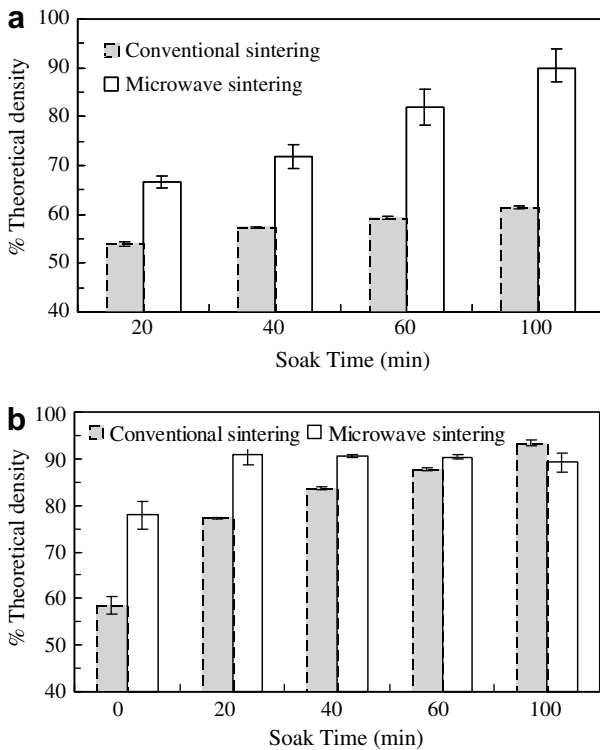 a
100
90
80
70
60
50
40
% Theoretical density
Conventional sintering
Microwave sintering
20 40 60 100
Soak Time (min)
b
100
90
80
70
60
50
40
% Theoretical density
Conventional sintering Microwave sintering
0 20 40 60 100
Soak Time (min)